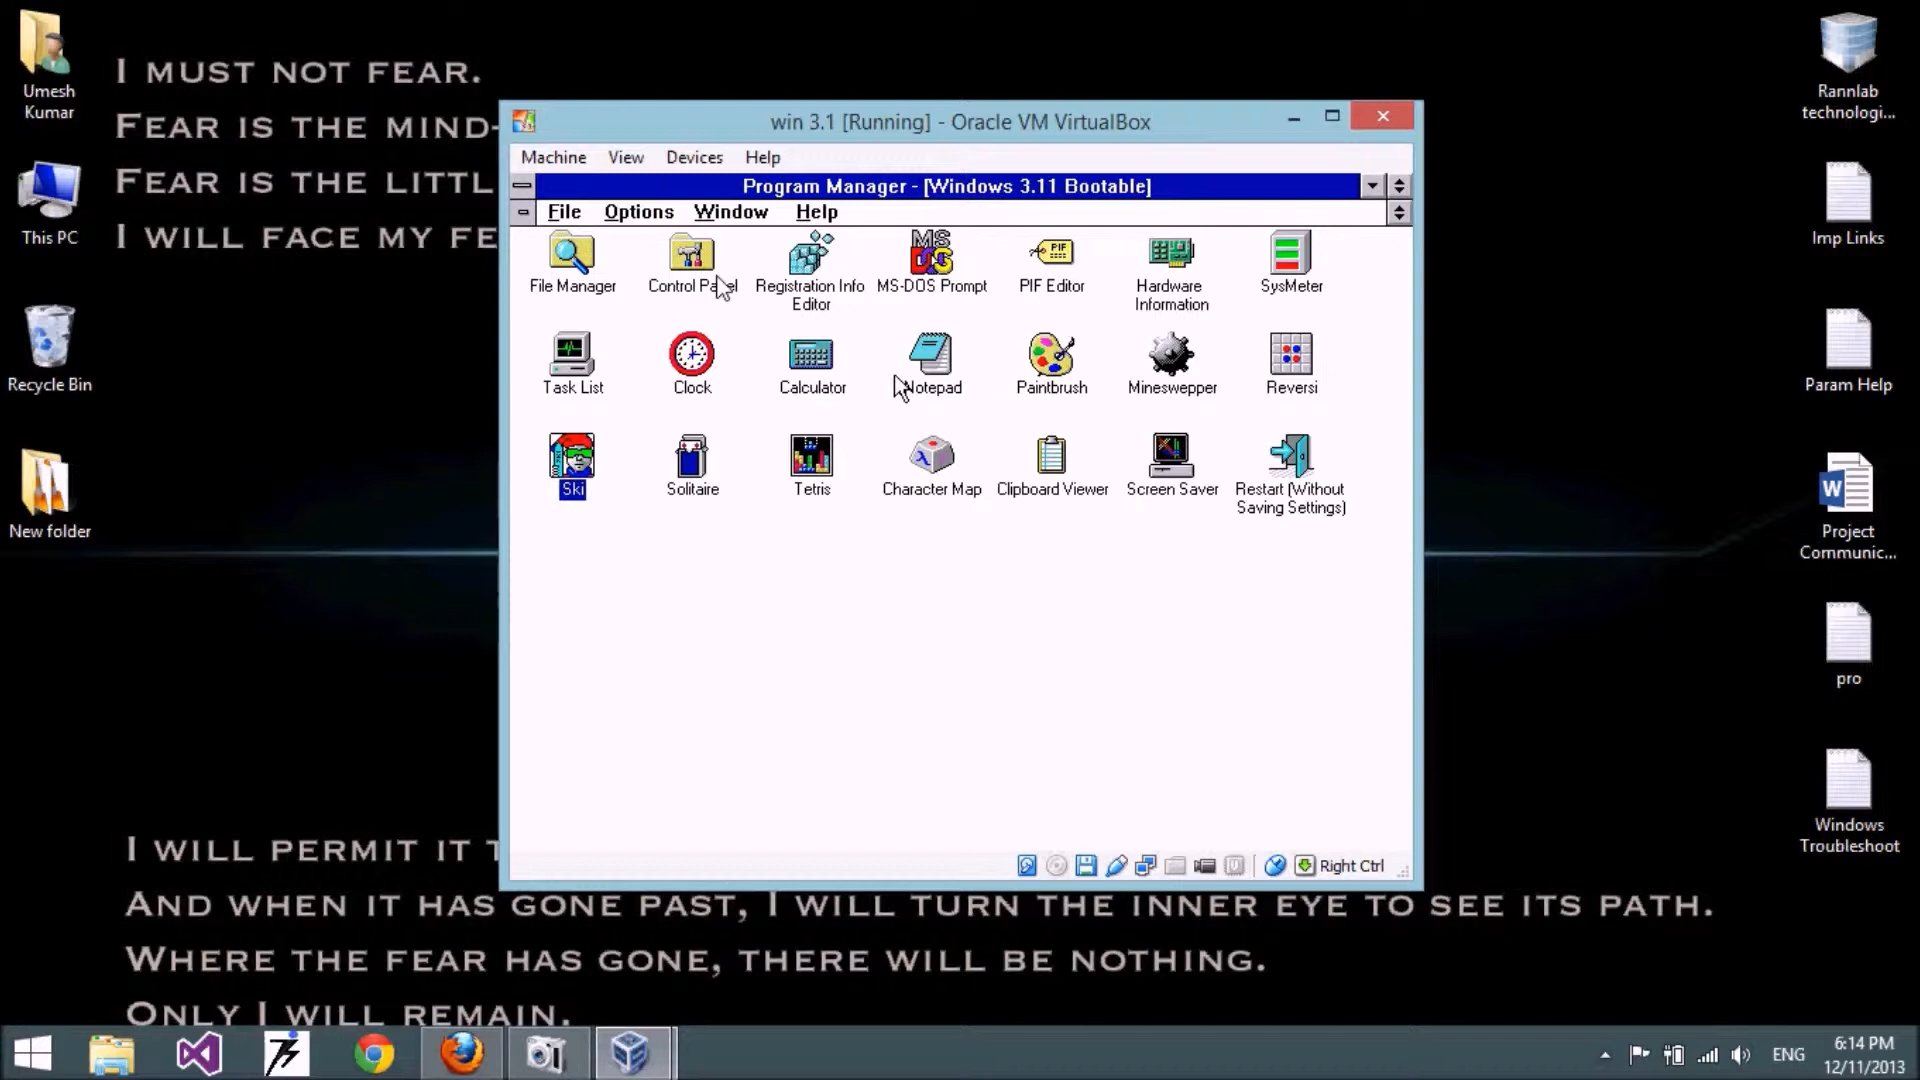 Umesh
Kumar
This PC
Recycle Bin
New folder
I MUST NOT FEAR.
FEAR IS THE MIND-
FEAR IS THE LITTL
I WILL FACE MY FE
win 3.1 [Running] - Oracle VM VirtualBox
Machine View Devices Help
Program Manager - [Windows 3.11 Bootable]
File Options Window Help
File Manager
Control Panel
Registration Info
Editor
MS
DOS
MS-DOS Prompt
PIF
PIF Editor
Hardware
Information
SysMeter
Task List
Clock
Calculator
Notepad
Paintbrush
Mineswepper
Reversi
Ski
Solitaire
Tetris
Character Map
Clipboard Viewer
Screen Saver
Restart (Without
Saving Settings)
Right Ctrl
I WILL PERMIT IT T
AND WHEN IT HAS GONE PAST, I WILL TURN THE INNER EYE TO SEE ITS PATH.
WHERE THE FEAR HAS GONE, THERE WILL BE NOTHING.
ONLY I WILL REMAIN.
Rannlab
technologi...
Imp Links
Param Help
W
Project
Communic...
pro
Windows
Troubleshoot
ENG
6:14 PM
12/11/2013